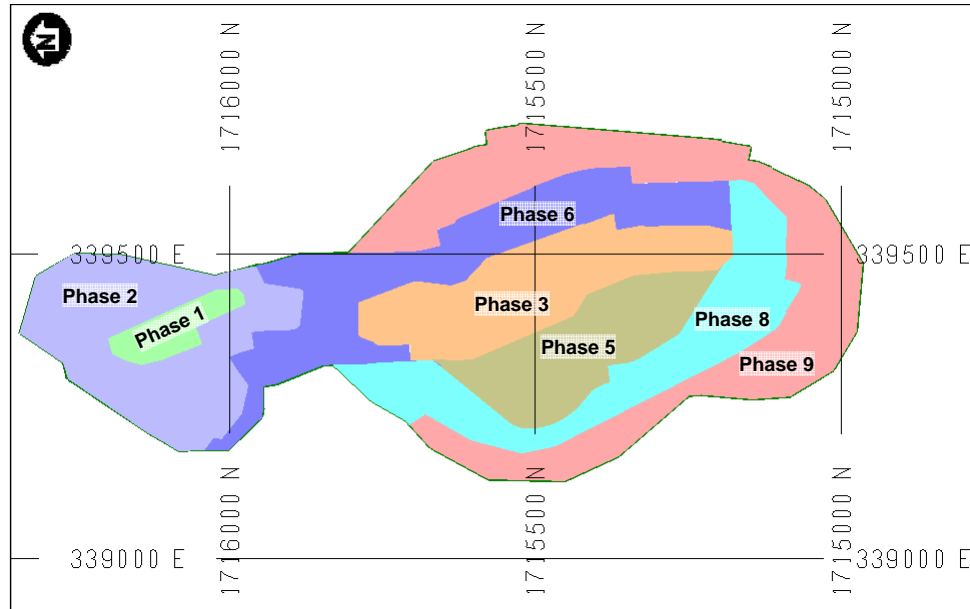 N
1716000 N
1715500 N
1715000 N
339500 E
339500 E
Phase 6
Phase 2
Phase 1
Phase 3
Phase 8
Phase 5
Phase 9
339000 E
339000 E
1716000 N
1715500 N
1715000 N